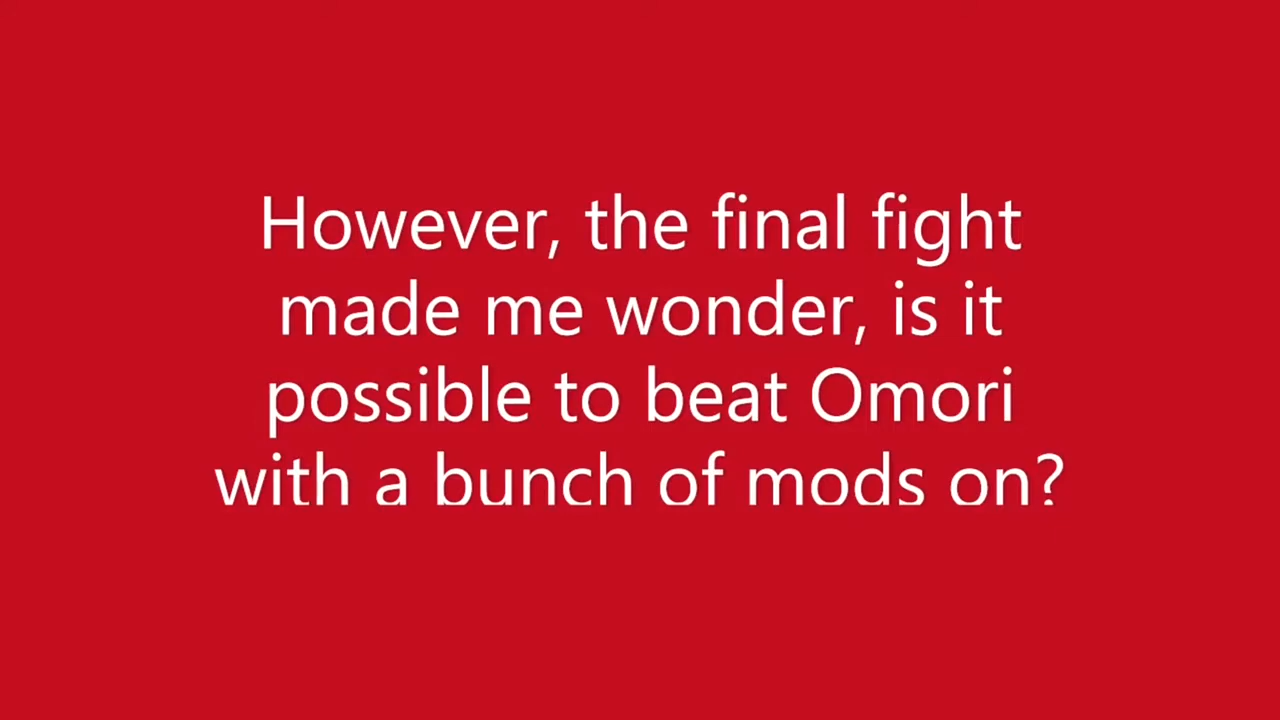 However, the final fight
made me wonder, is it
possible to beat Omori
with a bunch of mods on?